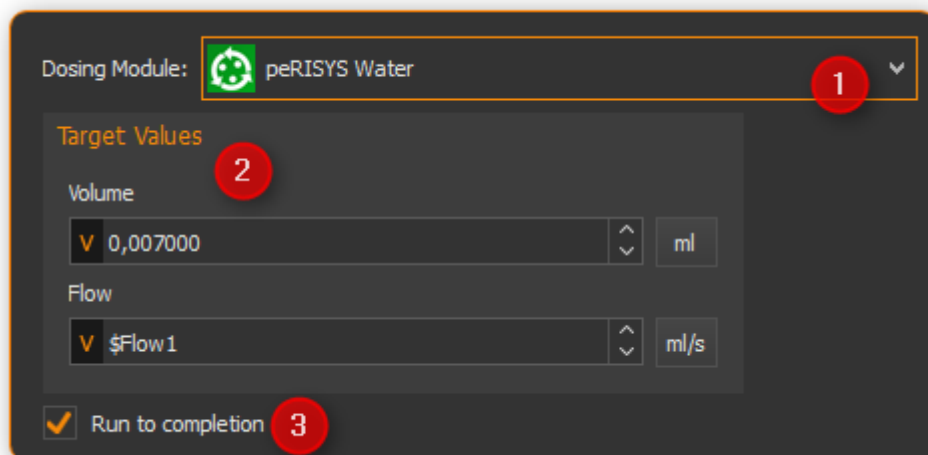 Dosing Module: peRISYS Water
1
Target Values
2
Volume
V 0,007000 ml
Flow
V $Flow1 ml/s
Run to completion 3